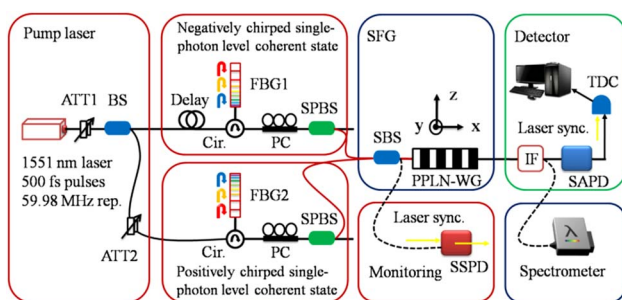 Pump laser
ATT1
BS
1551 nm laser
500 fs pulses
59.98 MHz rep.
ATT2
Negatively chirped single-
photon level coherent state
FBG1
Delay
SPBS
Cir.
PC
FBG2
SPBS
Cir.
PC
Positively chirped single-
photon level coherent state
SFG
z
y
x
SBS
PPLN-WG
Laser sync.
Monitoring
SSPD
Detector
TDC
Laser sync.
IF
SAPD
λ
Spectrometer